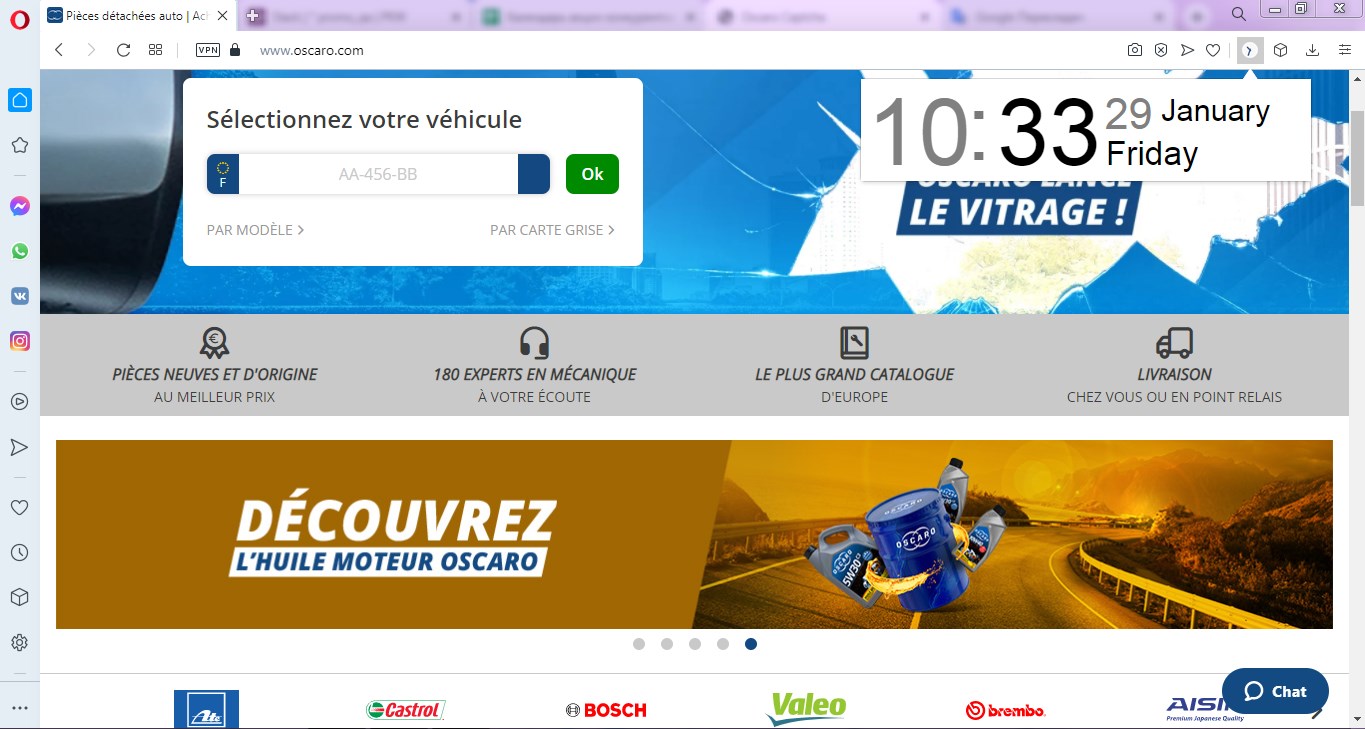 Pièces détachées auto | Ac
VPN
www.oscaro.com
Sélectionnez votre véhicule
F
AA-456-BB
Ok
PAR MODÈLE
PAR CARTE GRISE
10:33
29 January
Friday
OSCARO LANCE
LE VITRAGE !
PIÈCES NEUVES ET D'ORIGINE
AU MEILLEUR PRIX
180 EXPERTS EN MÉCANIQUE
À VOTRE ÉCOUTE
LE PLUS GRAND CATALOGUE
D'EUROPE
LIVRAISON
CHEZ VOUS OU EN POINT RELAIS
DÉCOUVREZ
L'HUILE MOTEUR OSCARO
OSCARO
OSCARO
5W30
Ate
Castrol
BOSCH
Valeo
brembo
AISI
Premium Japanese Quality
Chat